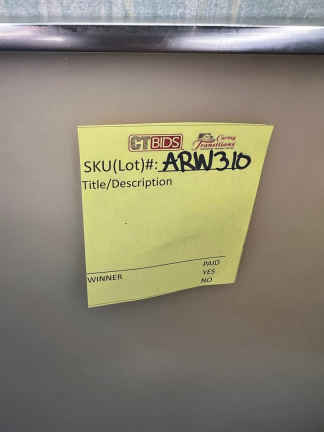 CTBIDS Caring Transitions
SKU(Lot)#: ARW310
Title/Description
PAID
WINNER YES
NO